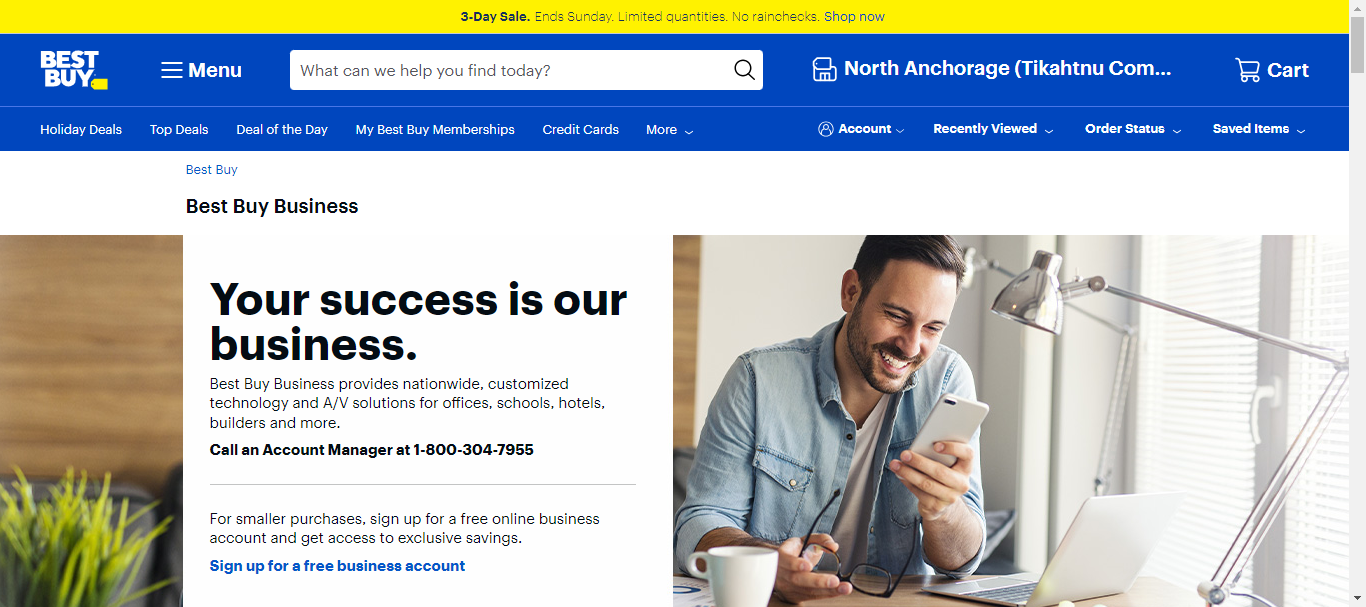 3-Day Sale. Ends Sunday. Limited quantities. No rainchecks. Shop now
BEST
BUY
Menu
What can we help you find today?
North Anchorage (Tikahtnu Com...
Cart
Holiday Deals
Top Deals
Deal of the Day
My Best Buy Memberships
Credit Cards
More
Account
Recently Viewed
Order Status
Saved Items
Best Buy
Best Buy Business
Your success is our
business.
Best Buy Business provides nationwide, customized
technology and A/V solutions for offices, schools, hotels,
builders and more.
Call an Account Manager at 1-800-304-7955
For smaller purchases, sign up for a free online business
account and get access to exclusive savings.
Sign up for a free business account